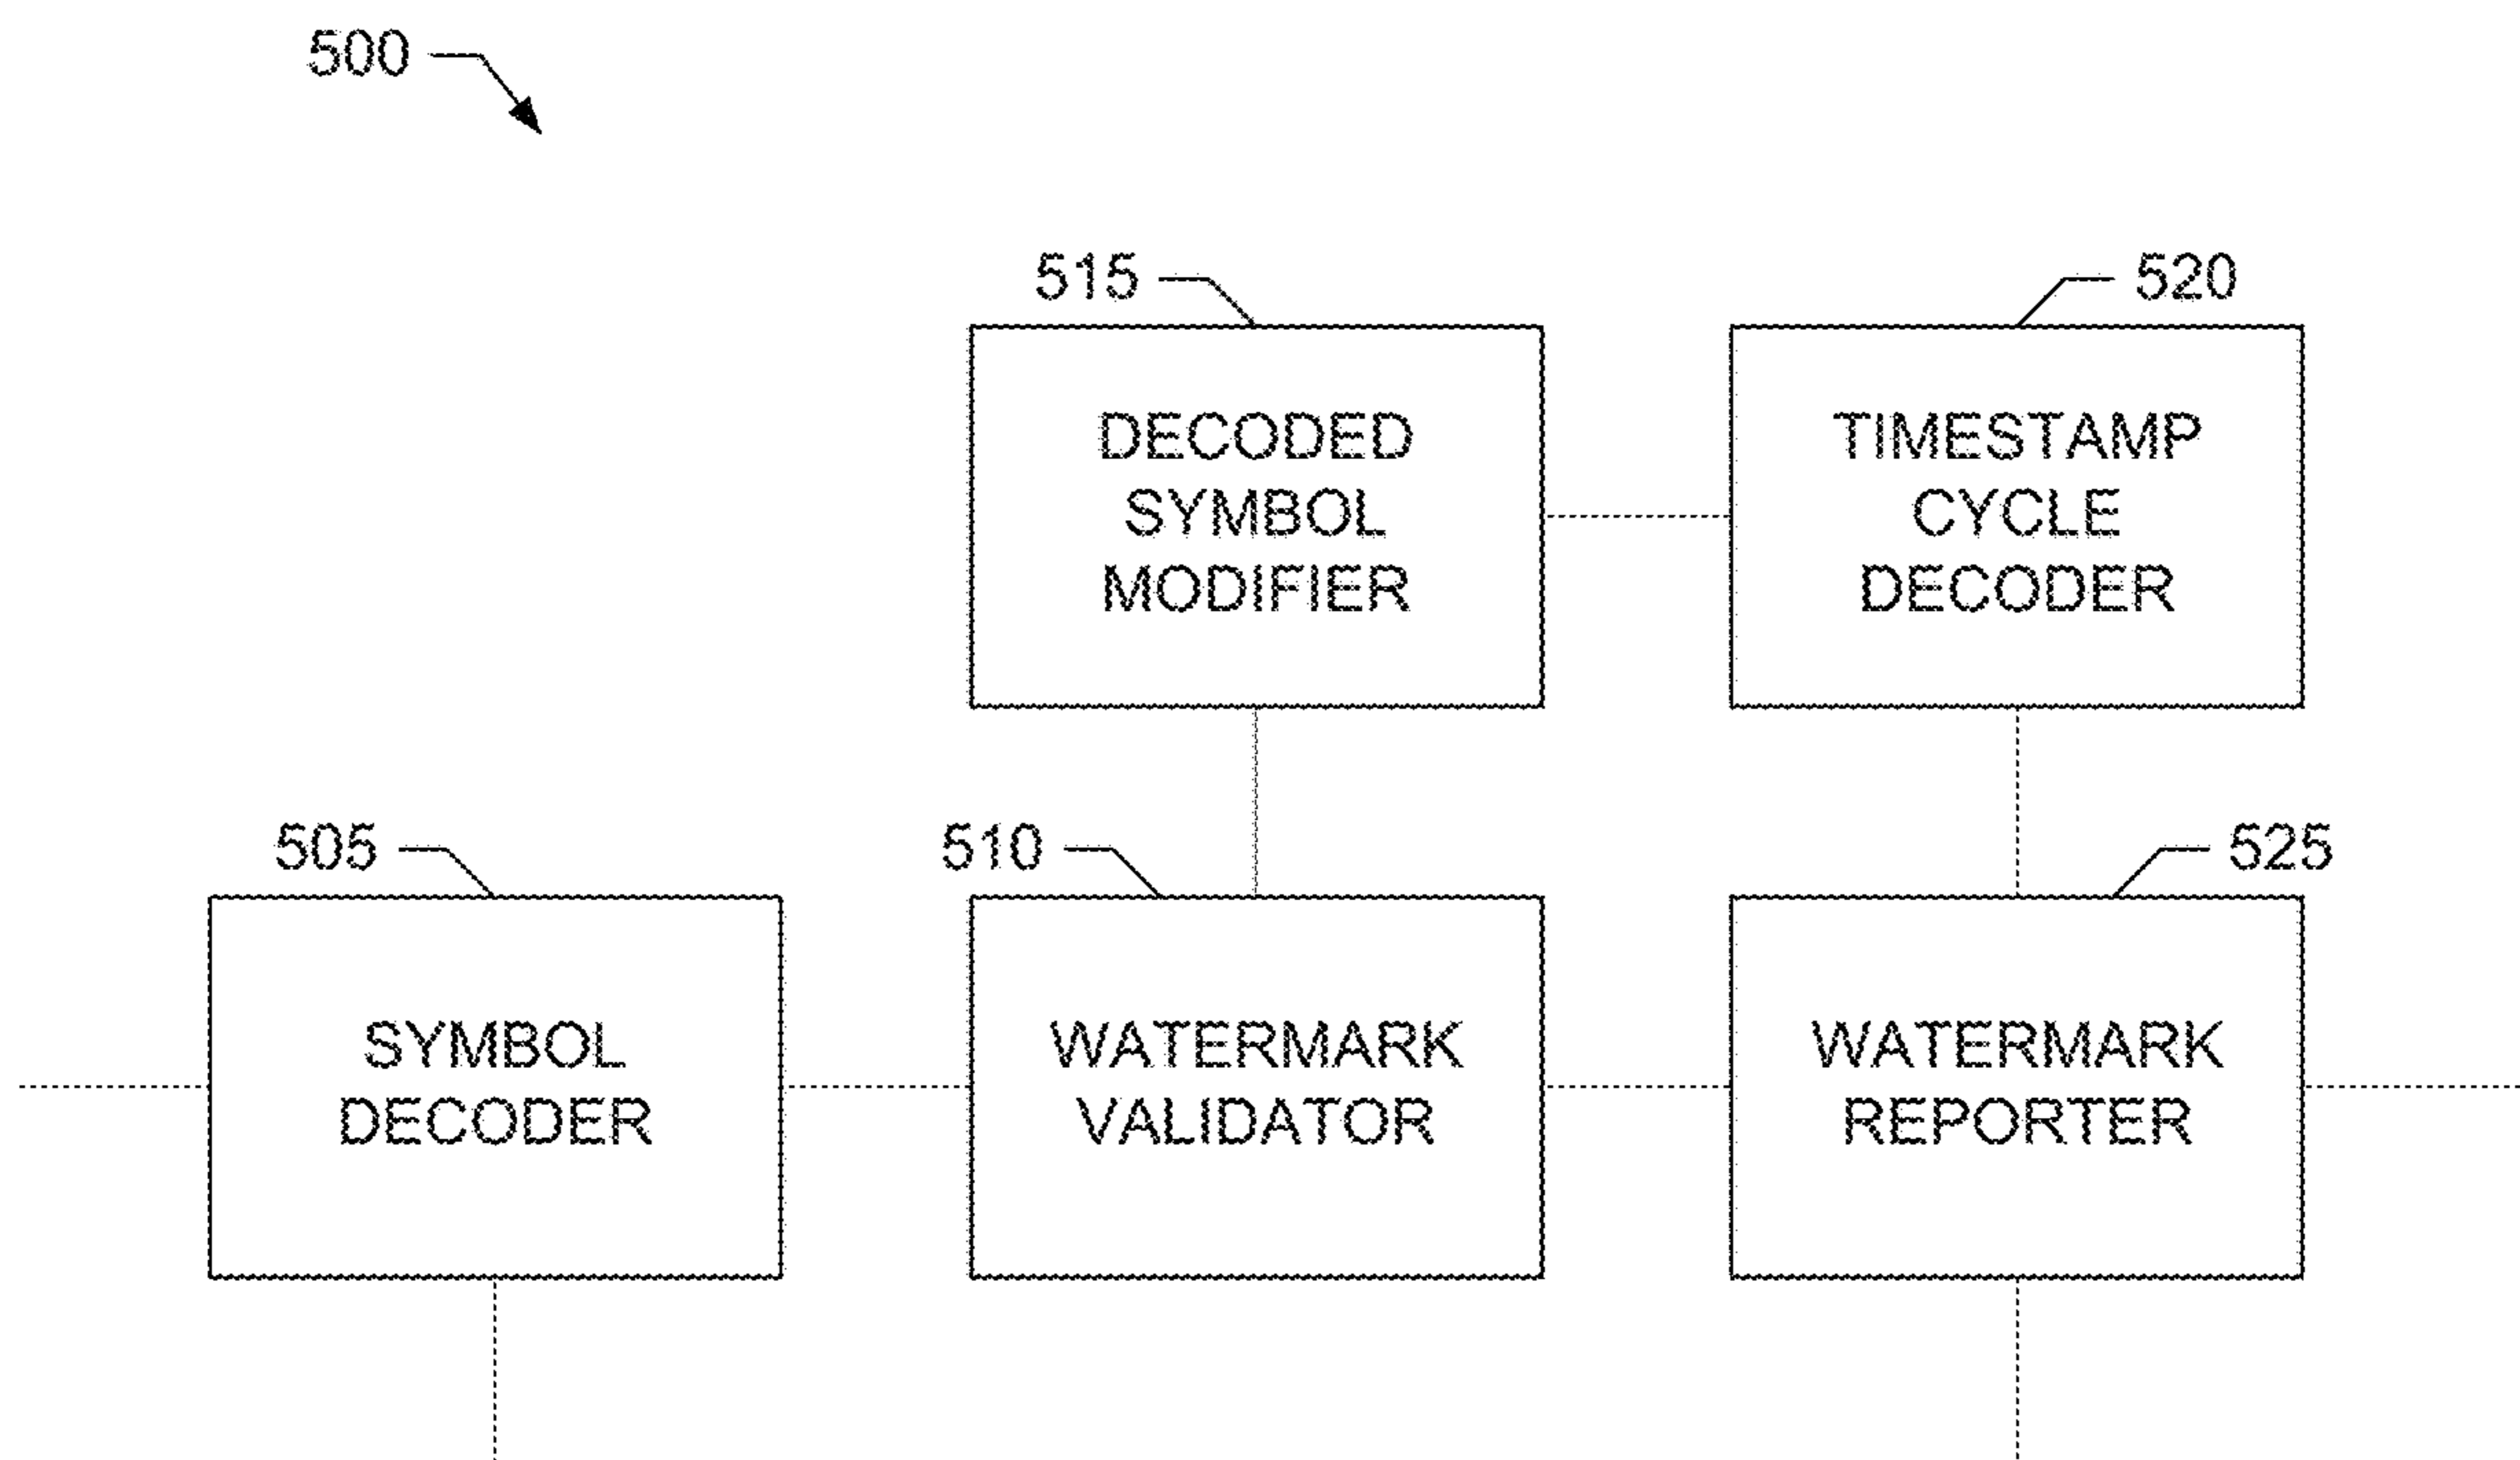 500
515
520
DECODED
SYMBOL
MODIFIER
TIMESTAMP
CYCLE
DECODER
505
510
525
SYMBOL
DECODER
WATERMARK
VALIDATOR
WATERMARK
REPORTER